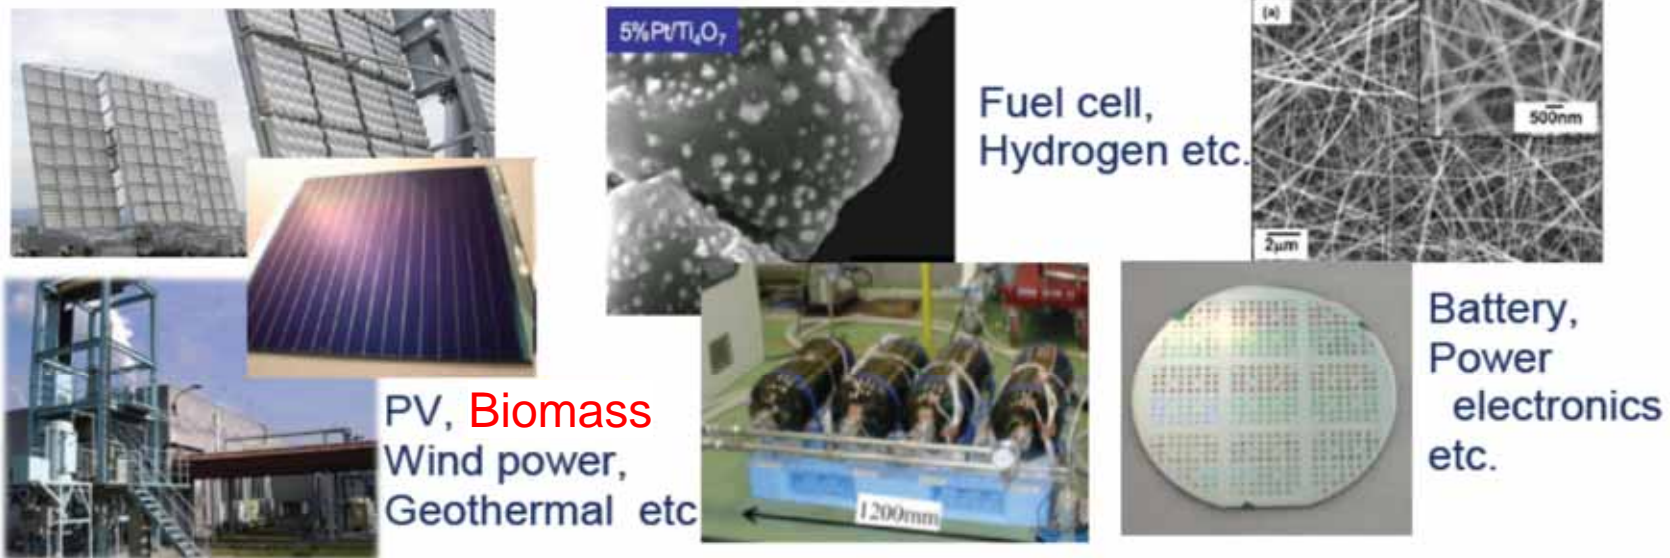 5%Pt/Ti₄O₇
Fuel cell,
Hydrogen etc.
(a)
500nm
2μm
PV, Biomass
Wind power,
Geothermal etc
1200mm
Battery,
Power
electronics
etc.